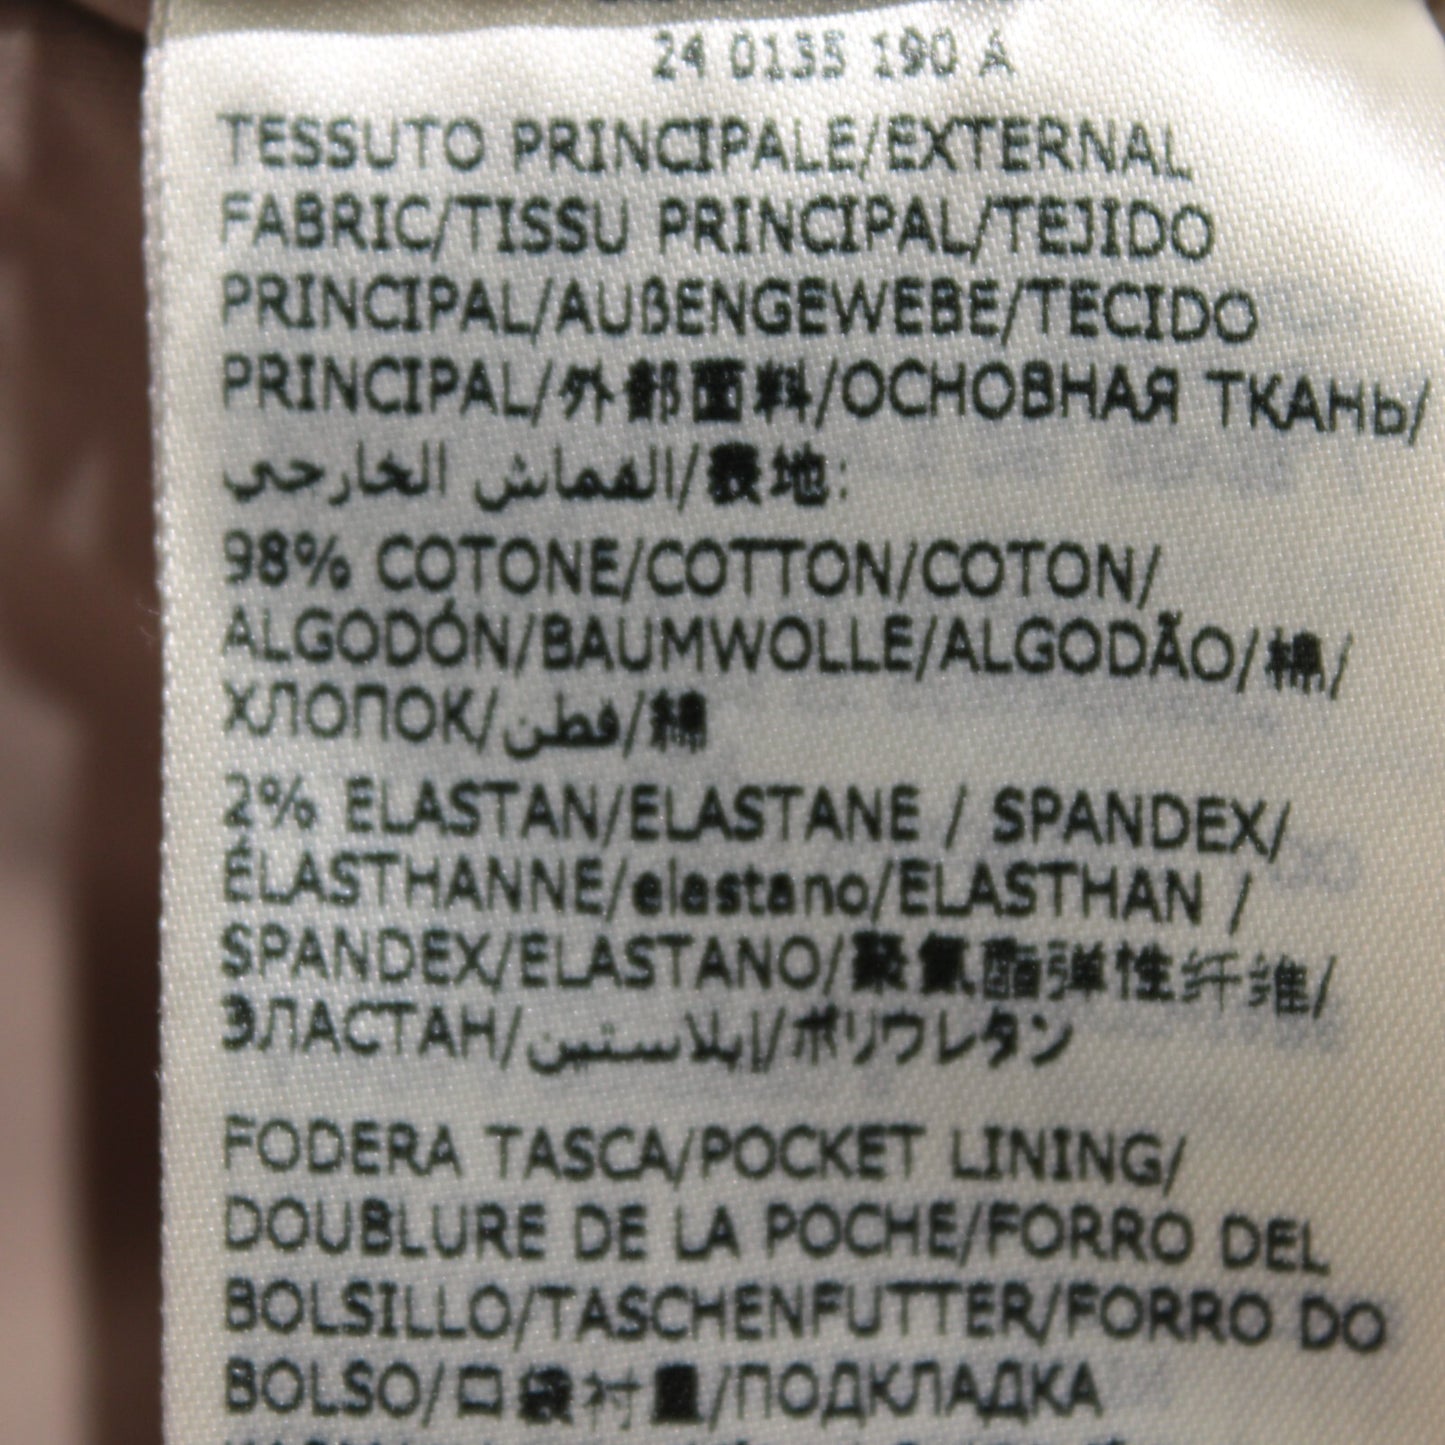 24 0135 190 A
TESSUTO PRINCIPALE/EXTERNAL
FABRIC/TISSU PRINCIPAL/TEJIDO
PRINCIPAL/AUßENGEWEBE/TECIDO
PRINCIPAL/外部面料/ОСНОВНАЯ ТКАНЬ/
القماش الخارجي/表地:
98% COTONE/COTTON/COTON/
ALGODÓN/BAUMWOLLE/ALGODÃO/棉/
ХЛОПОК/قطن/綿
2% ELASTAN/ELASTANE / SPANDEX/
ÉLASTHANNE/elastano/ELASTHAN /
SPANDEX/ELASTANO/聚氨酯弹性纤维/
ЭЛАСТАН/إيلاستين/ポリウレタン
FODERA TASCA/POCKET LINING/
DOUBLURE DE LA POCHE/FORRO DEL
BOLSILLO/TASCHENFUTTER/FORRO DO
BOLSO/口袋衬量/ПОДКЛАДКА